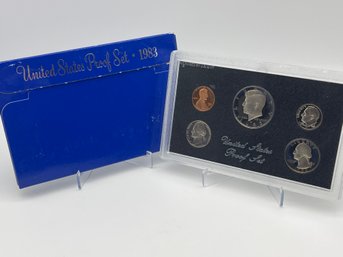 United States Proof Set • 1983
United States
Proof Set